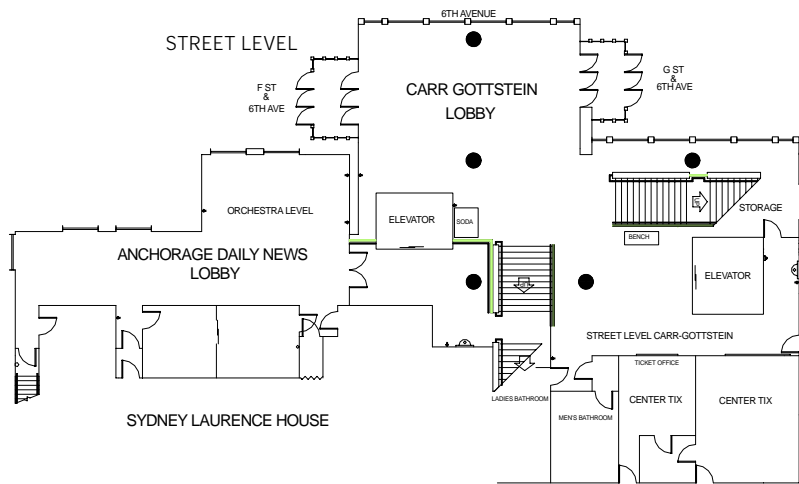 6TH AVENUE
STREET LEVEL
F ST
&
6TH AVE
CARR GOTTSTEIN
LOBBY
G ST
&
6TH AVE
ORCHESTRA LEVEL
ELEVATOR
SODA
STORAGE
BENCH
ANCHORAGE DAILY NEWS
LOBBY
ELEVATOR
STREET LEVEL CARR-GOTTSTEIN
TICKET OFFICE
LADIES BATHROOM
MEN'S BATHROOM
CENTER TIX
CENTER TIX
SYDNEY LAURENCE HOUSE